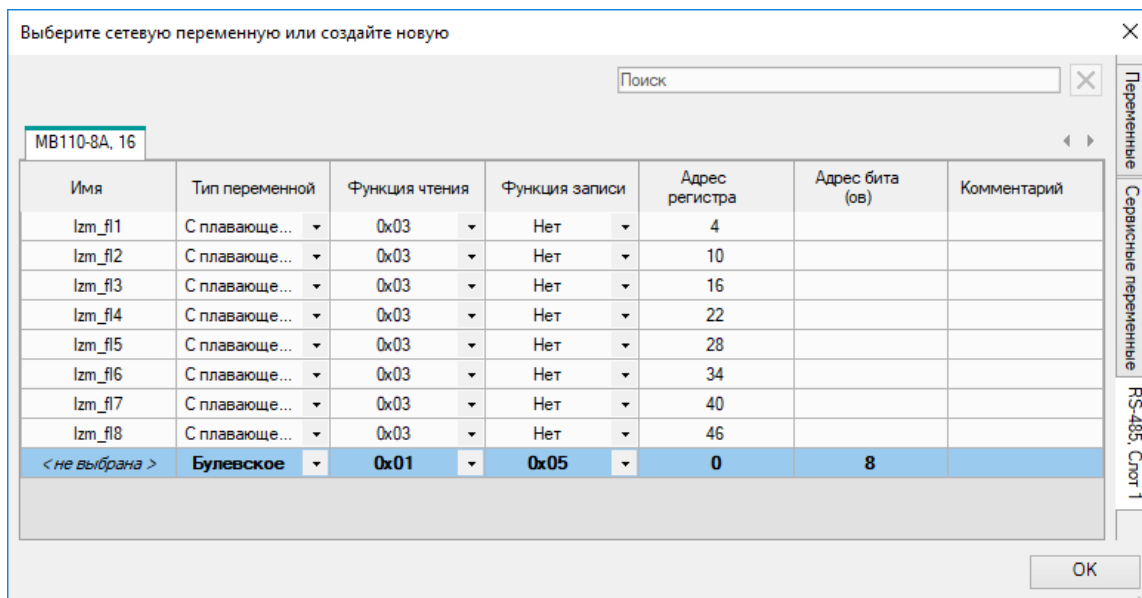 Выберите сетевую переменную или создайте новую
Поиск
МВ110-8А, 16
Имя Тип переменной Функция чтения Функция записи Адрес регистра Адрес бита (ов) Комментарий
Izm_fl1 С плавающе... 0x03 Нет 4
Izm_fl2 С плавающе... 0x03 Нет 10
Izm_fl3 С плавающе... 0x03 Нет 16
Izm_fl4 С плавающе... 0x03 Нет 22
Izm_fl5 С плавающе... 0x03 Нет 28
Izm_fl6 С плавающе... 0x03 Нет 34
Izm_fl7 С плавающе... 0x03 Нет 40
Izm_fl8 С плавающе... 0x03 Нет 46
< не выбрана > Булевское 0x01 0x05 0 8
Переменные
Сервисные переменные
RS-485, Слот 1
OK